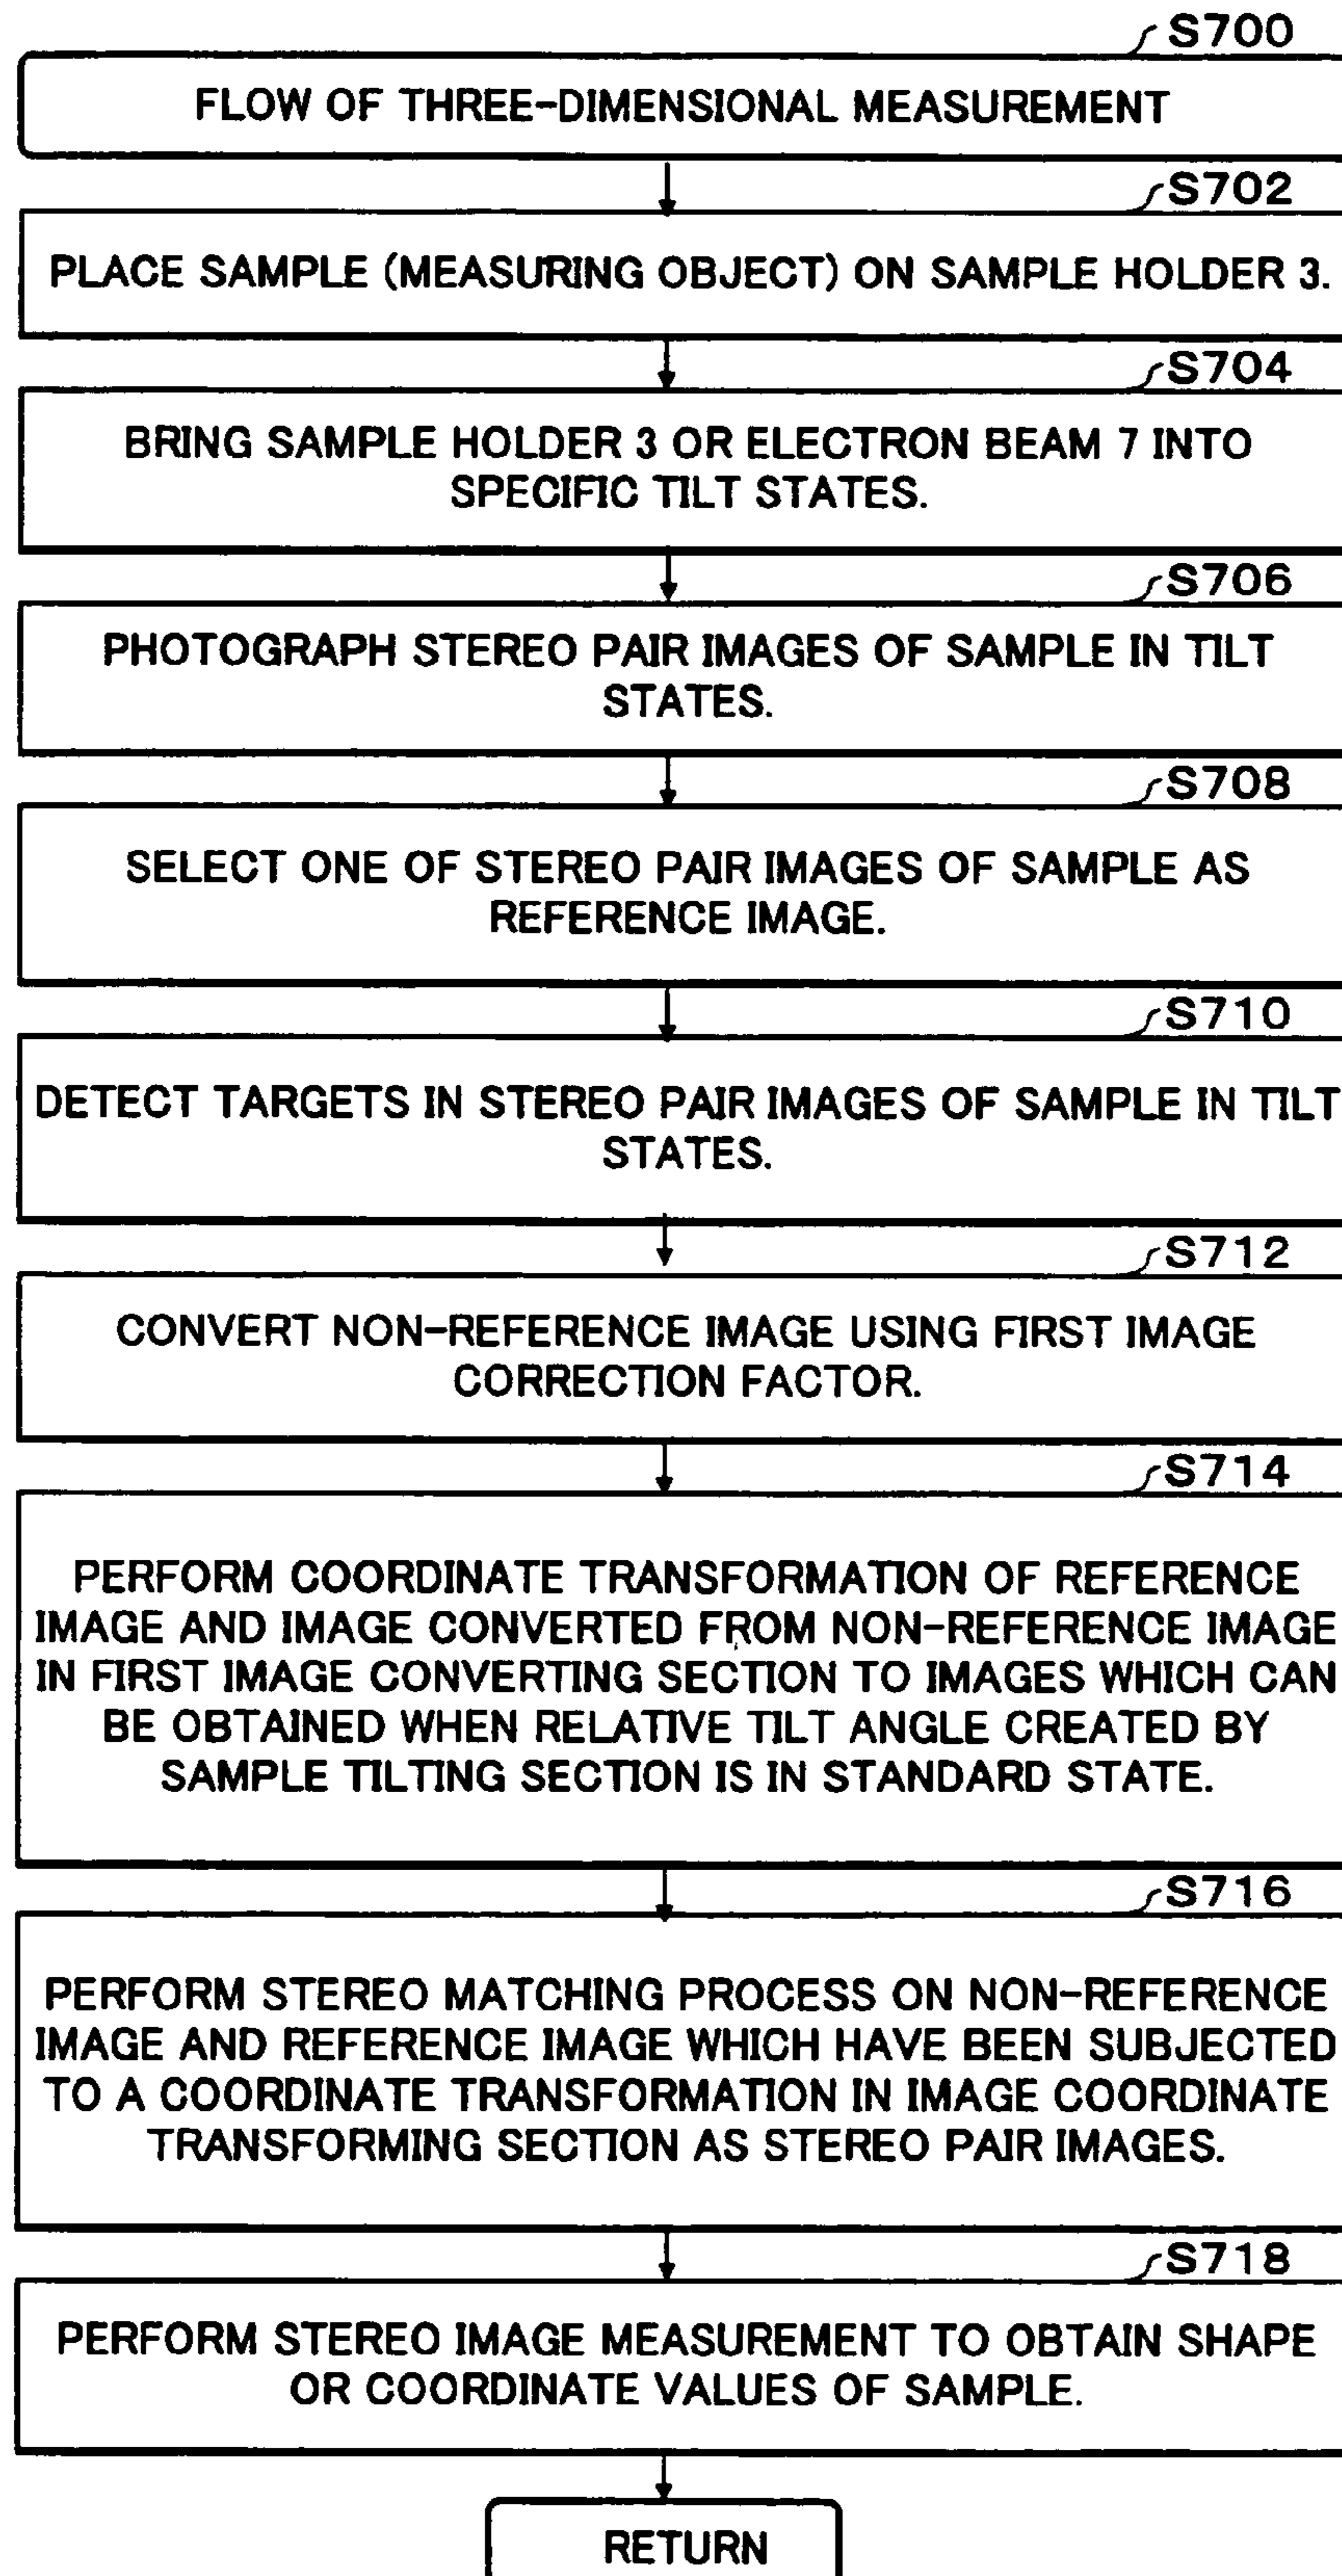 S700
FLOW OF THREE-DIMENSIONAL MEASUREMENT
S702
PLACE SAMPLE (MEASURING OBJECT) ON SAMPLE HOLDER 3.
S704
BRING SAMPLE HOLDER 3 OR ELECTRON BEAM 7 INTO
SPECIFIC TILT STATES.
S706
PHOTOGRAPH STEREO PAIR IMAGES OF SAMPLE IN TILT
STATES.
S708
SELECT ONE OF STEREO PAIR IMAGES OF SAMPLE AS
REFERENCE IMAGE.
S710
DETECT TARGETS IN STEREO PAIR IMAGES OF SAMPLE IN TILT
STATES.
S712
CONVERT NON-REFERENCE IMAGE USING FIRST IMAGE
CORRECTION FACTOR.
S714
PERFORM COORDINATE TRANSFORMATION OF REFERENCE
IMAGE AND IMAGE CONVERTED FROM NON-REFERENCE IMAGE
IN FIRST IMAGE CONVERTING SECTION TO IMAGES WHICH CAN
BE OBTAINED WHEN RELATIVE TILT ANGLE CREATED BY
SAMPLE TILTING SECTION IS IN STANDARD STATE.
S716
PERFORM STEREO MATCHING PROCESS ON NON-REFERENCE
IMAGE AND REFERENCE IMAGE WHICH HAVE BEEN SUBJECTED
TO A COORDINATE TRANSFORMATION IN IMAGE COORDINATE
TRANSFORMING SECTION AS STEREO PAIR IMAGES.
S718
PERFORM STEREO IMAGE MEASUREMENT TO OBTAIN SHAPE
OR COORDINATE VALUES OF SAMPLE.
RETURN